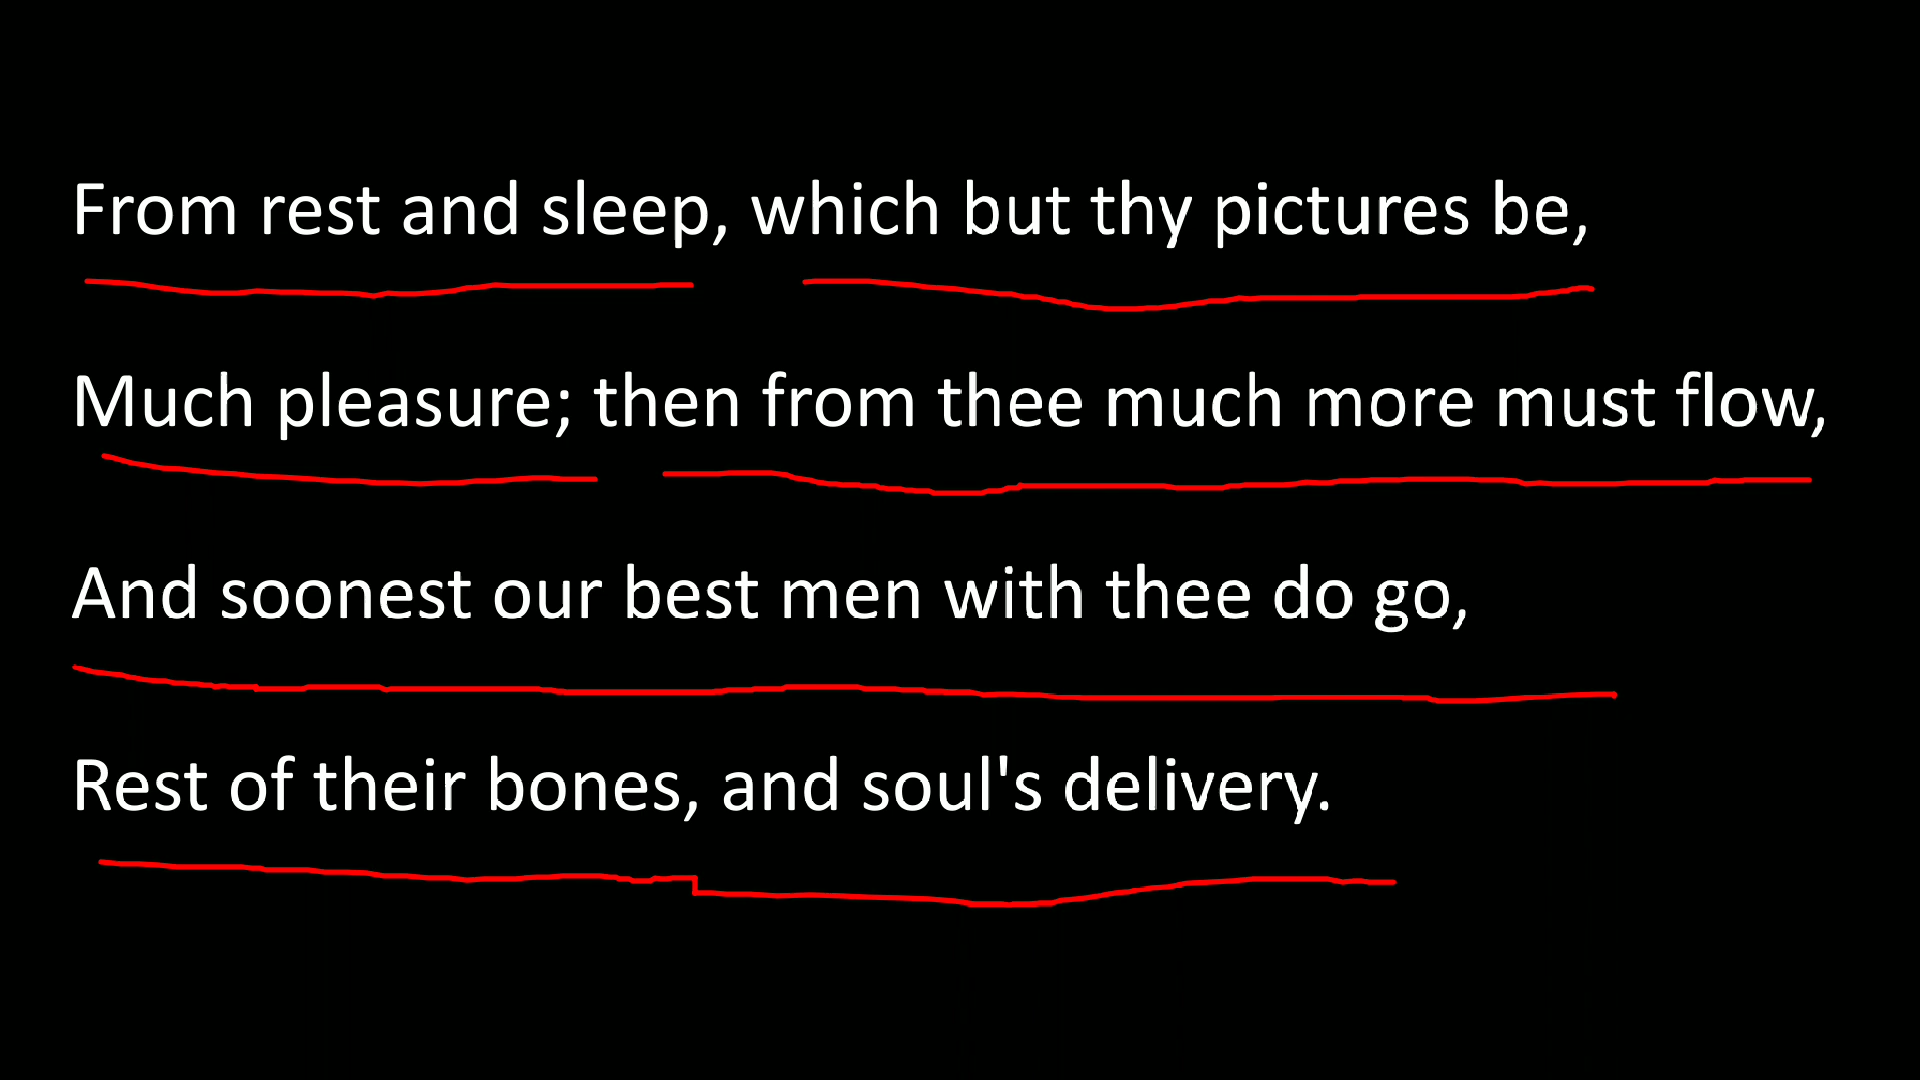 From rest and sleep, which but thy pictures be,
Much pleasure; then from thee much more must flow,
And soonest our best men with thee do go,
Rest of their bones, and soul's delivery.